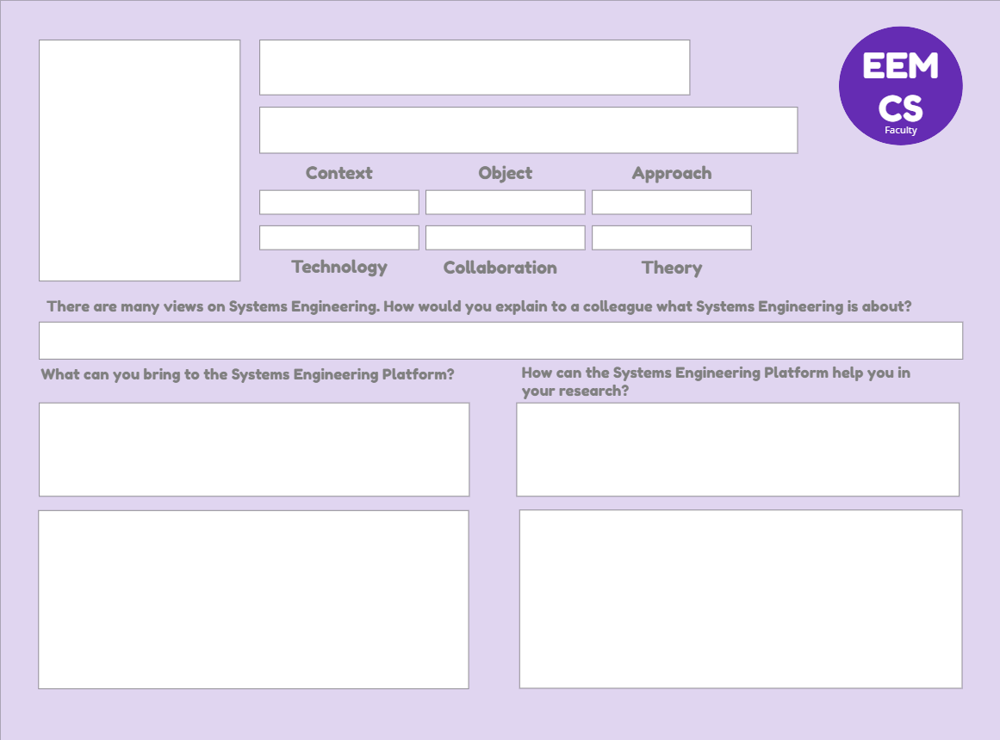 EEM
CS
Faculty
Context Object Approach
Technology Collaboration Theory
There are many views on Systems Engineering. How would you explain to a colleague what Systems Engineering is about?
What can you bring to the Systems Engineering Platform?
How can the Systems Engineering Platform help you in
your research?